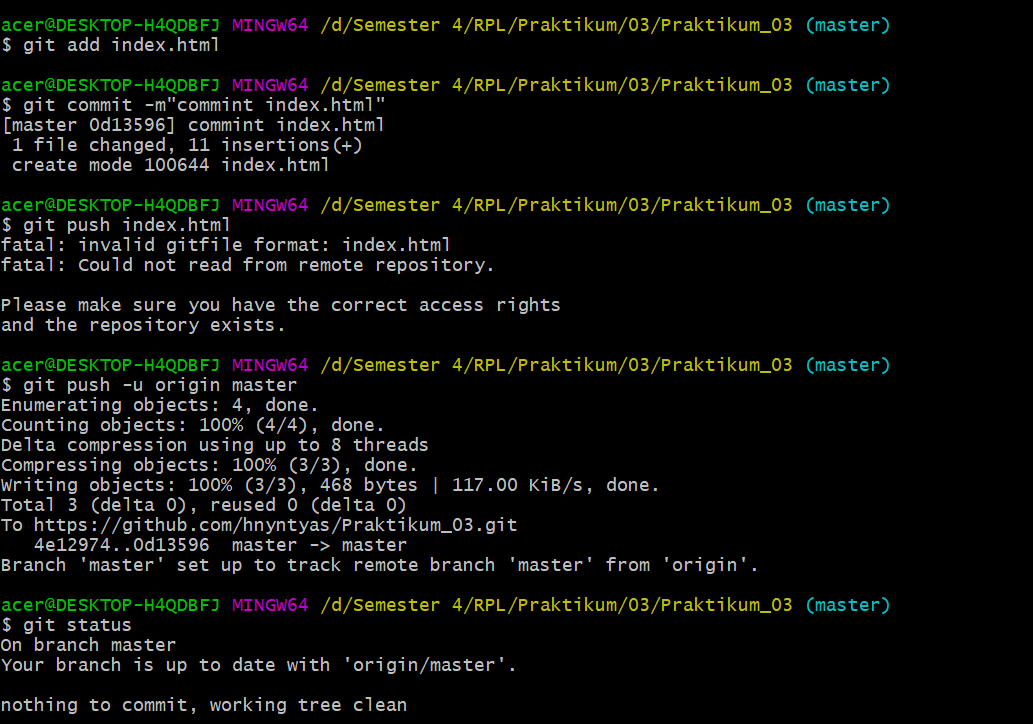 acer@DESKTOP-H4QDBFJ MINGW64 /d/Semester 4/RPL/Praktikum/03/Praktikum_03 (master)
$ git add index.html
acer@DESKTOP-H4QDBFJ MINGW64 /d/Semester 4/RPL/Praktikum/03/Praktikum_03 (master)
$ git commit -m"commint index.html"
[master 0d13596] commint index.html
 1 file changed, 11 insertions(+)
 create mode 100644 index.html
acer@DESKTOP-H4QDBFJ MINGW64 /d/Semester 4/RPL/Praktikum/03/Praktikum_03 (master)
$ git push index.html
fatal: invalid gitfile format: index.html
fatal: Could not read from remote repository.
Please make sure you have the correct access rights
and the repository exists.
acer@DESKTOP-H4QDBFJ MINGW64 /d/Semester 4/RPL/Praktikum/03/Praktikum_03 (master)
$ git push -u origin master
Enumerating objects: 4, done.
Counting objects: 100% (4/4), done.
Delta compression using up to 8 threads
Compressing objects: 100% (3/3), done.
Writing objects: 100% (3/3), 468 bytes | 117.00 KiB/s, done.
Total 3 (delta 0), reused 0 (delta 0)
To https://github.com/hnyntyas/Praktikum_03.git
   4e12974..0d13596  master -> master
Branch 'master' set up to track remote branch 'master' from 'origin'.
acer@DESKTOP-H4QDBFJ MINGW64 /d/Semester 4/RPL/Praktikum/03/Praktikum_03 (master)
$ git status
On branch master
Your branch is up to date with 'origin/master'.
nothing to commit, working tree clean